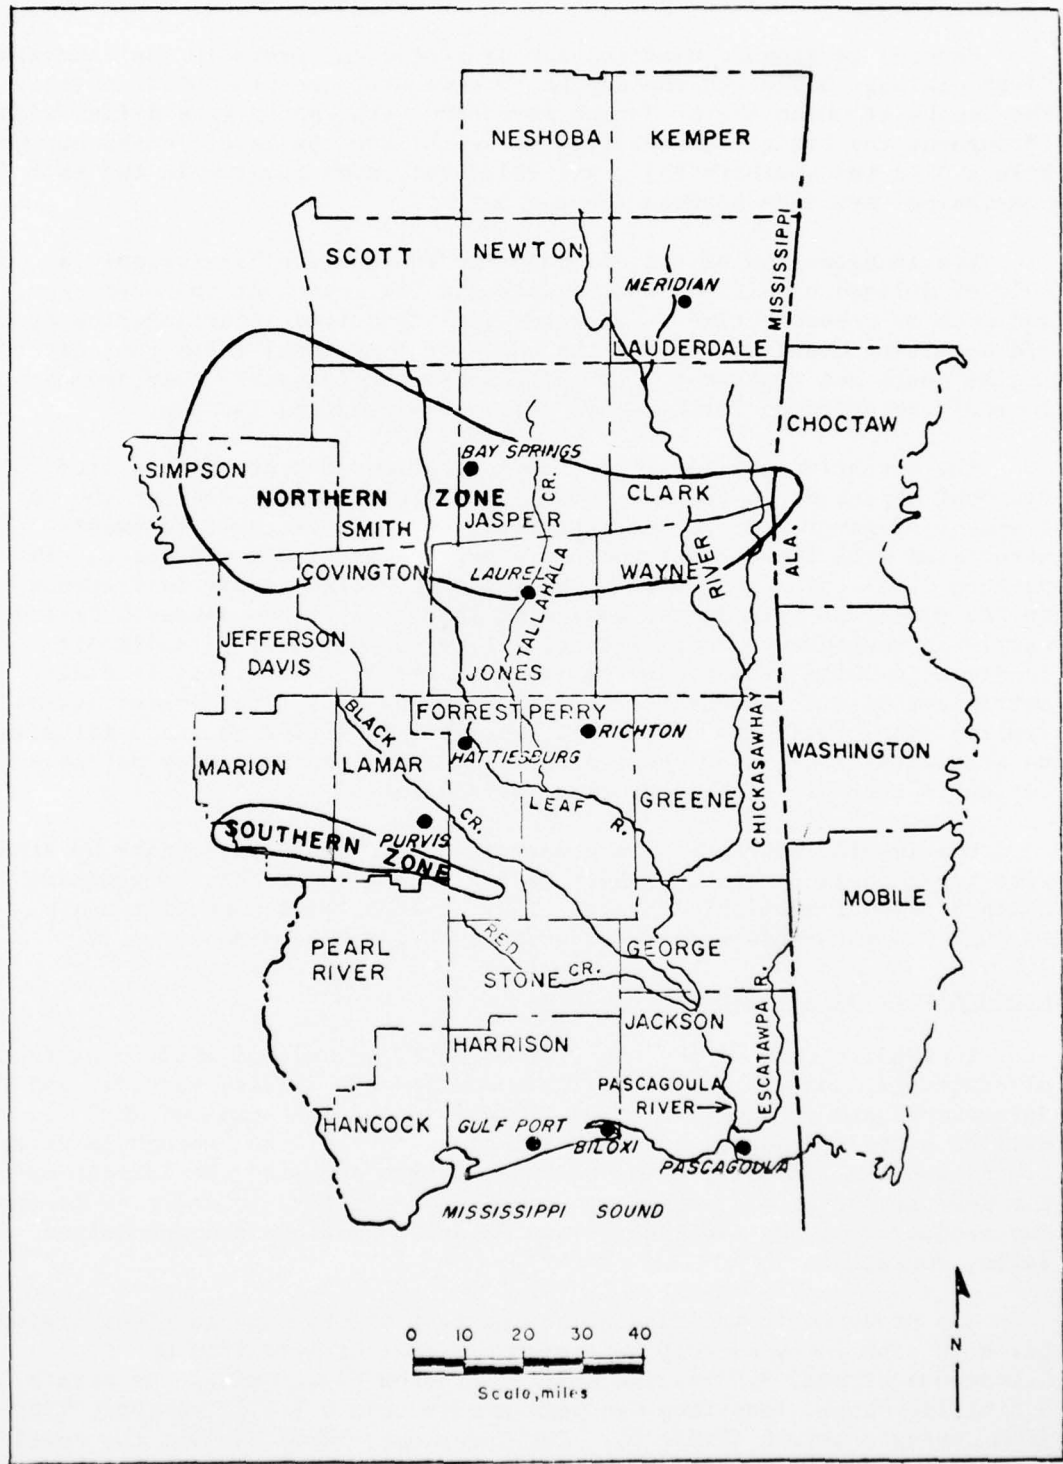 NESHOBA
KEMPER
MISSISSIPPI
SCOTT
NEWTON
MERIDIAN
LAUDERDALE
CHOCTAW
SIMPSON
BAY SPRINGS
NORTHERN ZONE
CLARK
SMITH
JASPER
TALLAHALA CR.
ALA.
COVINGTON
LAUREL
WAYNE
CHICKASAWHAY RIVER
JEFFERSON
DAVIS
JONES
BLACK CR.
FORREST
PERRY
RICHTON
WASHINGTON
MARION
LAMAR
HATTIESBURG
LEAF R.
GREENE
SOUTHERN ZONE
PURVIS
MOBILE
PEARL
RIVER
RED CR.
STONE
GEORGE
ESCATAWPA R.
JACKSON
HARRISON
PASCAGOULA
RIVER
HANCOCK
GULF PORT
BILOXI
PASCAGOULA
MISSISSIPPI SOUND
0 10 20 30 40
Scale, miles
N